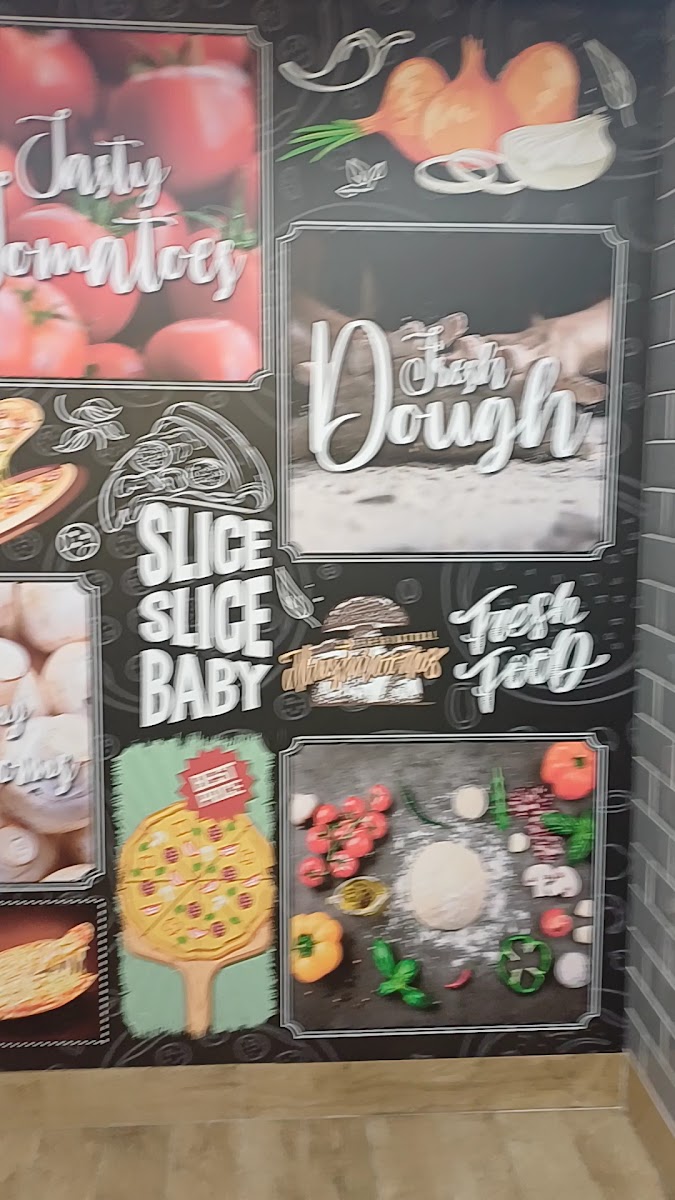 Tasty
Tomatoes
Fresh
Dough
SLICE
SLICE
BABY
Fresh
Food